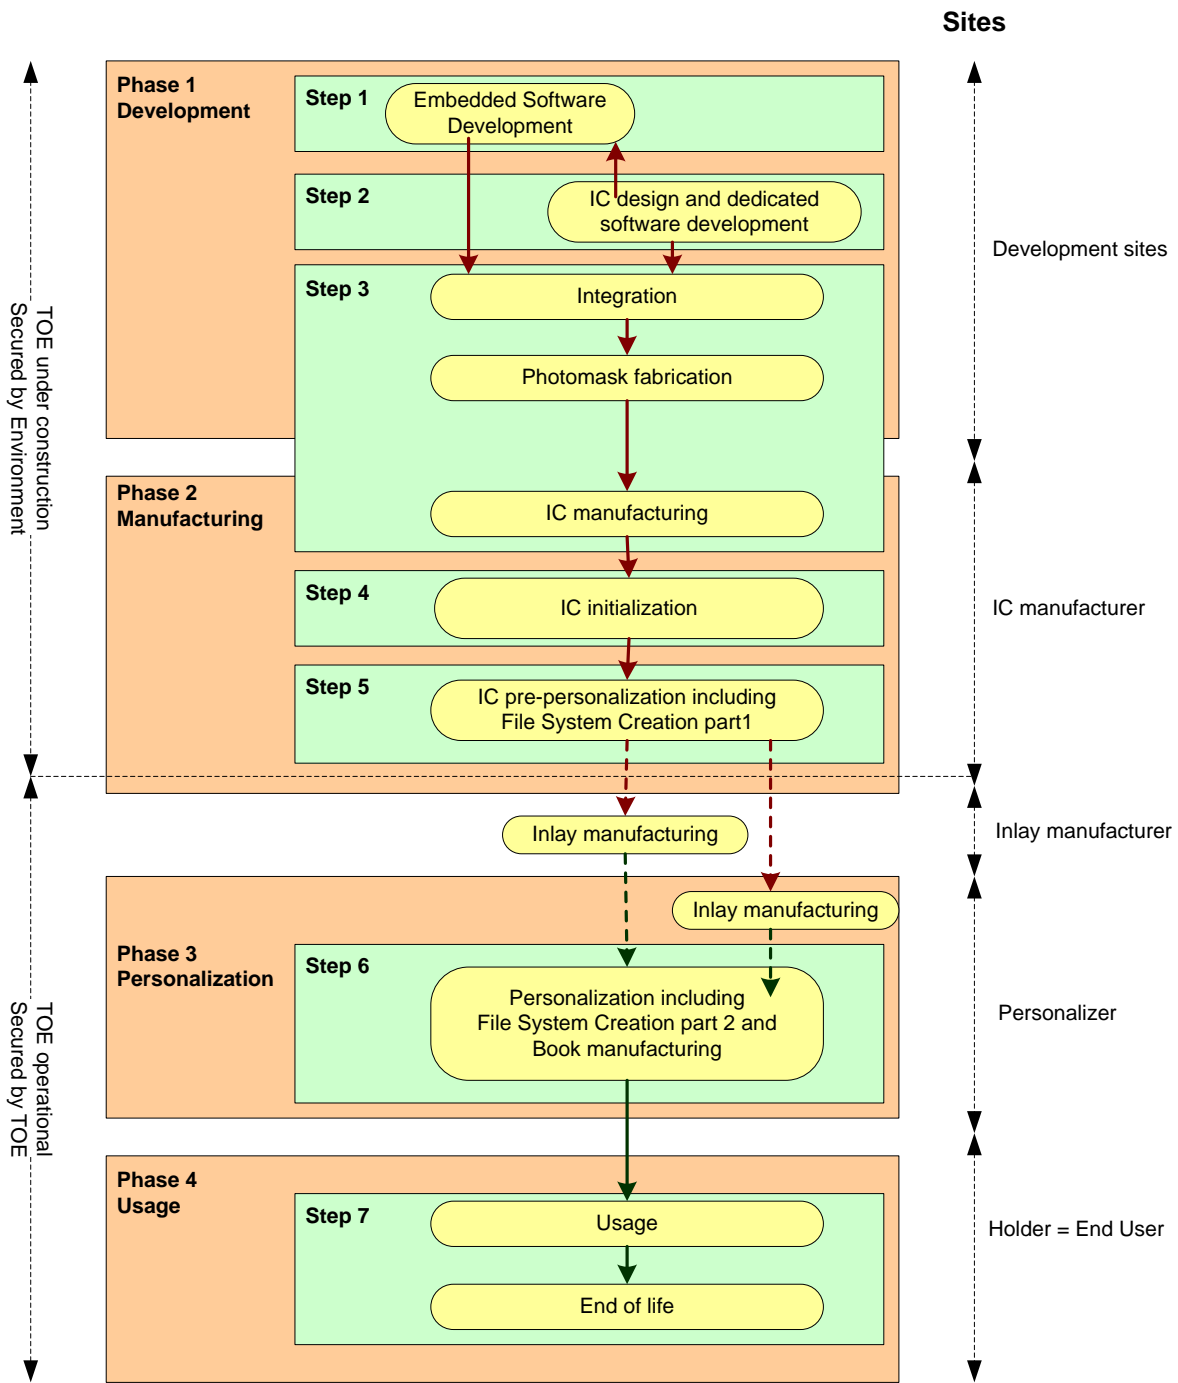 Sites
Phase 1
Development
Step 1
Embedded Software
Development
Step 2
IC design and dedicated
software development
Development sites
Step 3
Integration
TOE under construction
Secured by Environment
Photomask fabrication
Phase 2
Manufacturing
IC manufacturing
Step 4
IC initialization
IC manufacturer
Step 5
IC pre-personalization including
File System Creation part1
Inlay manufacturing
Inlay manufacturer
Inlay manufacturing
Phase 3
Personalization
Step 6
Personalization including
File System Creation part 2 and
Book manufacturing
Personalizer
TOE operational
Secured by TOE
Phase 4
Usage
Step 7
Usage
Holder = End User
End of life